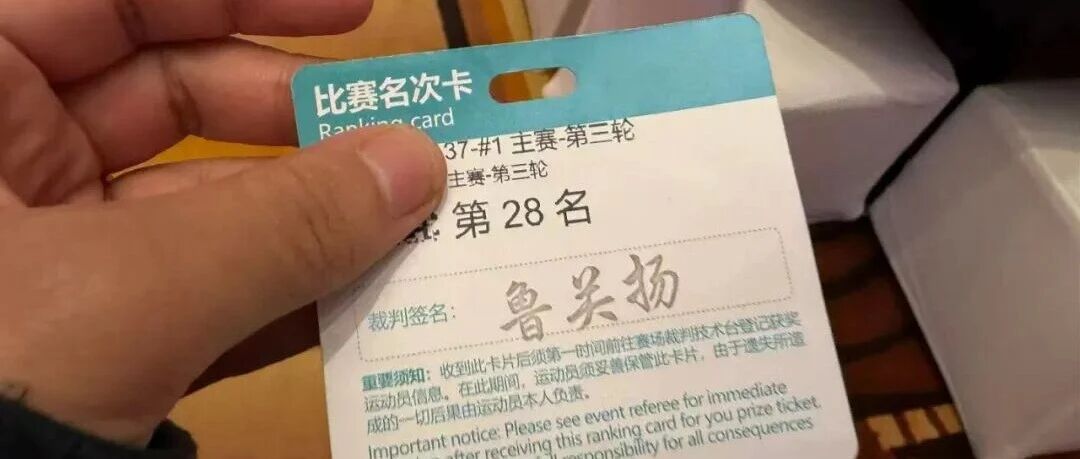 比赛名次卡
Ranking card
37-#1 主赛-第三轮
主赛-第三轮
第 28 名
裁判签名：
鲁关扬
重要须知：收到此卡片后须第一时间前往赛场裁判技术台登记获奖
运动员信息。在此期间，运动员须妥善保管此卡片，由于遗失所造
成的一切后果由运动员本人负责。
Important notice: Please see event referee for immediate
after receiving this ranking card for you prize ticket.
responsibility for all consequences